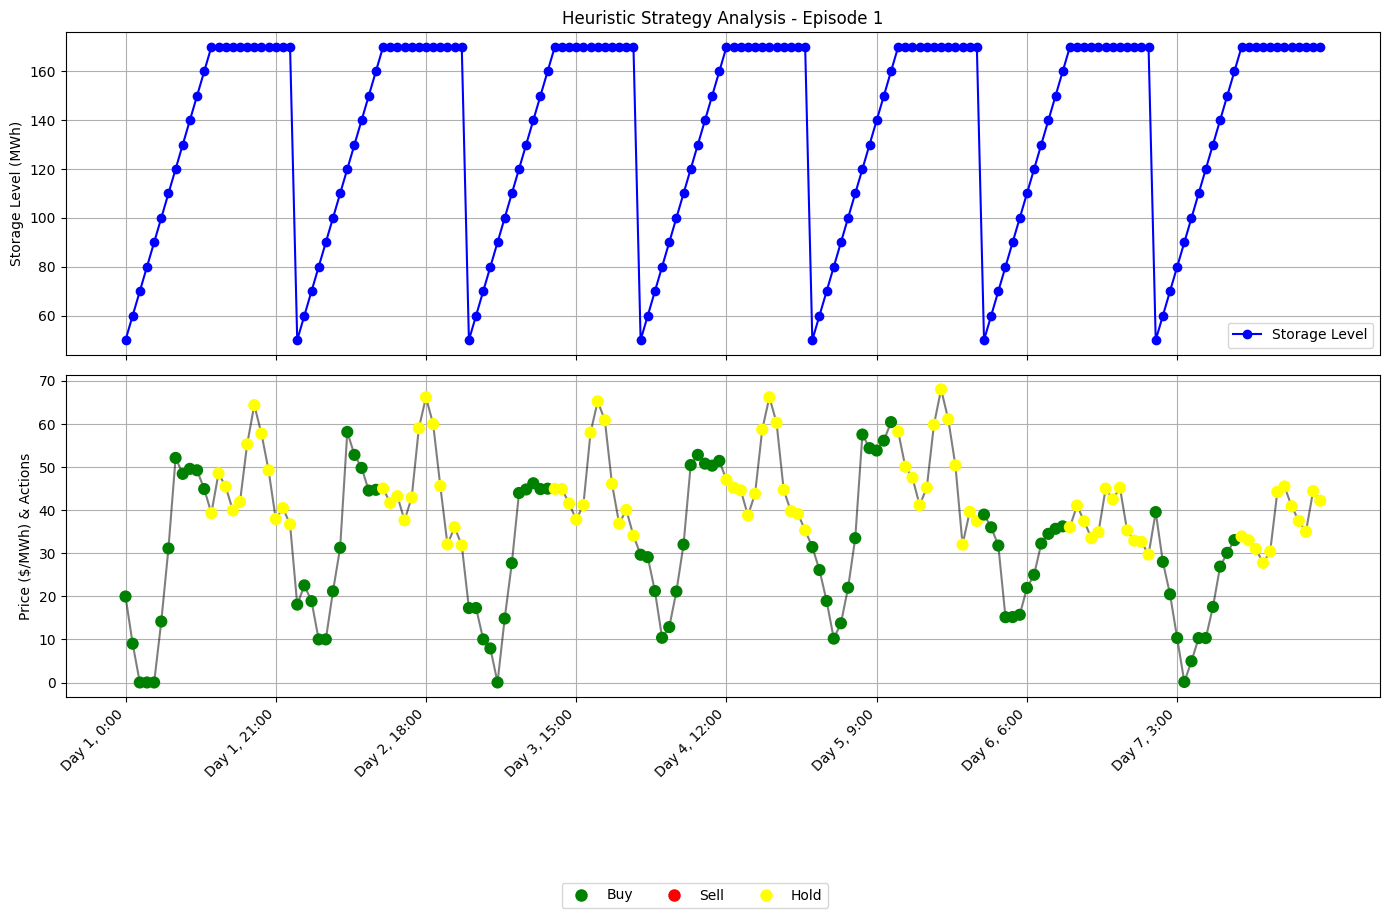 Heuristic Strategy Analysis - Episode 1
Storage Level (MWh)
160
140
120
100
80
60
Storage Level
Price ($/MWh) & Actions
70
60
50
40
30
20
10
0
Day 1, 0:00
Day 1, 21:00
Day 2, 18:00
Day 3, 15:00
Day 4, 12:00
Day 5, 9:00
Day 6, 6:00
Day 7, 3:00
Buy
Sell
Hold